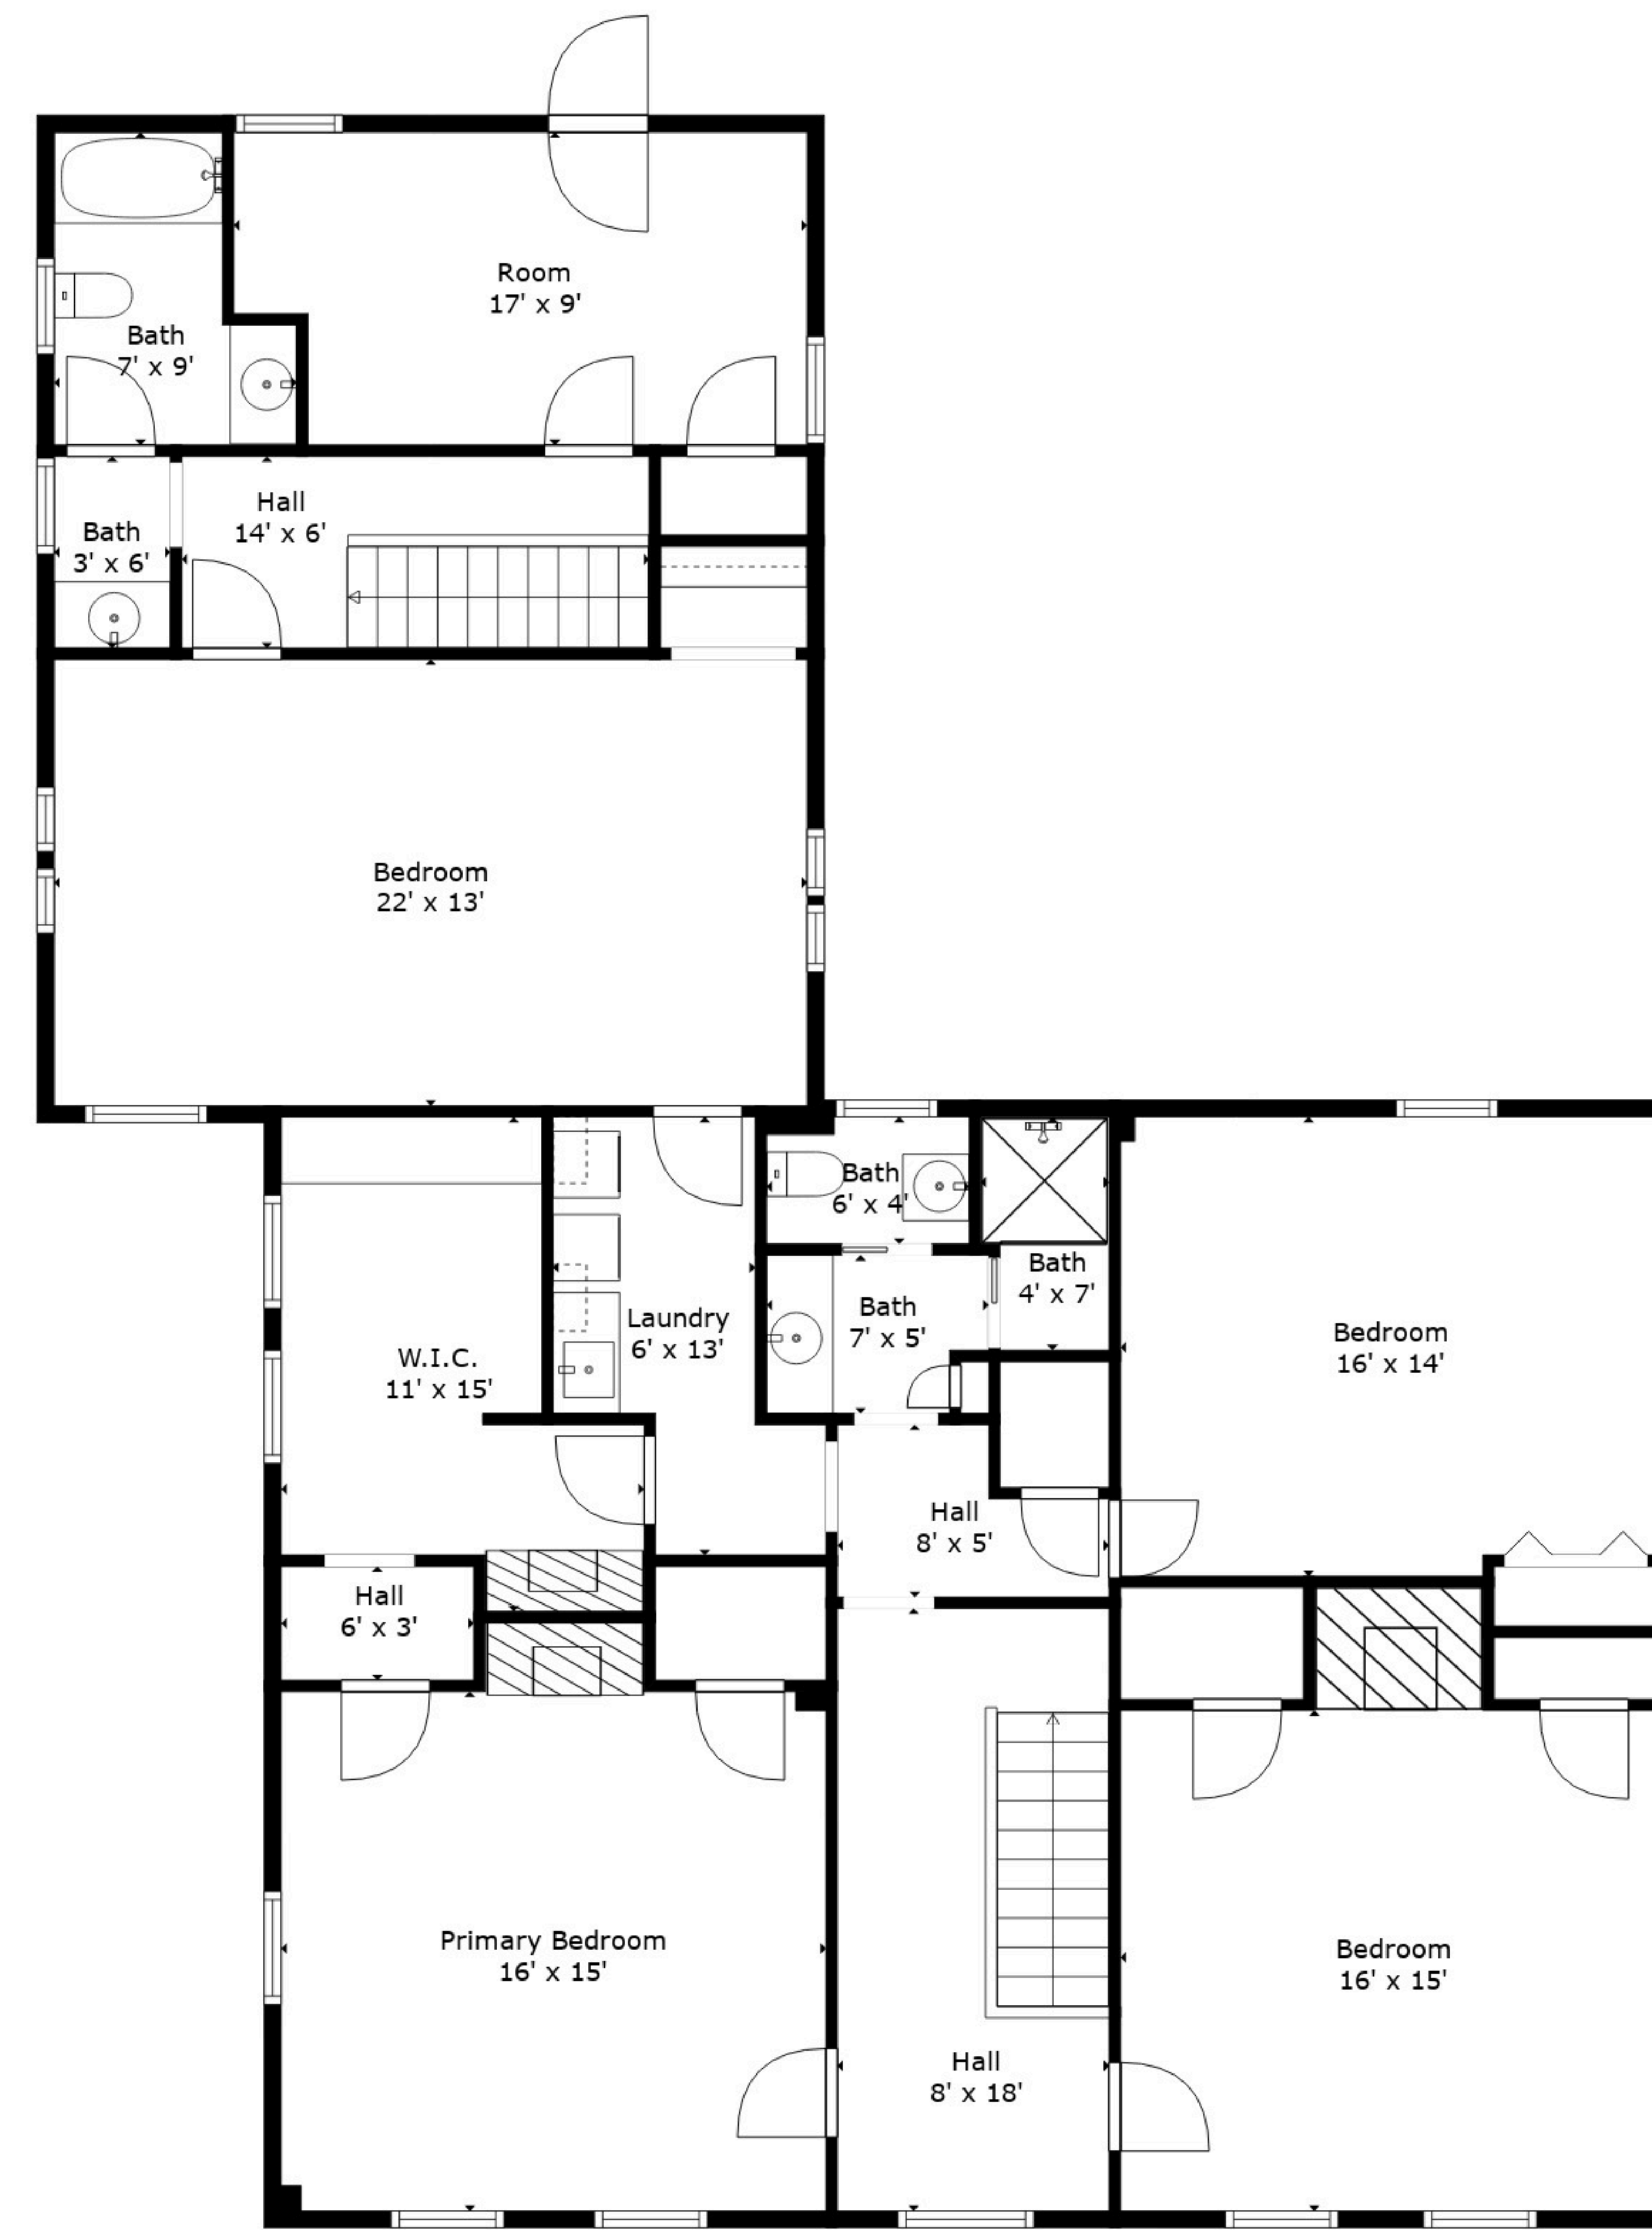 Room
17' x 9'
Bath
7' x 9'
Hall
14' x 6'
Bath
3' x 6'
Bedroom
22' x 13'
Bath
6' x 4'
Bath
4' x 7'
Bath
7' x 5'
Laundry
6' x 13'
Bedroom
16' x 14'
W.I.C.
11' x 15'
Hall
8' x 5'
Hall
6' x 3'
Primary Bedroom
16' x 15'
Bedroom
16' x 15'
Hall
8' x 18'